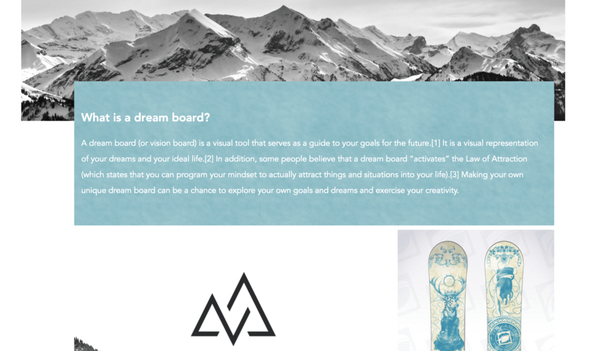 What is a dream board?
A dream board (or vision board) is a visual tool that serves as a guide to your goals for the future.[1] It is a visual representation
of your dreams and your ideal life.[2] In addition, some people believe that a dream board “activates” the Law of Attraction
(which states that you can program your mindset to actually attract things and situations into your life).[3] Making your own
unique dream board can be a chance to explore your own goals and dreams and exercise your creativity.